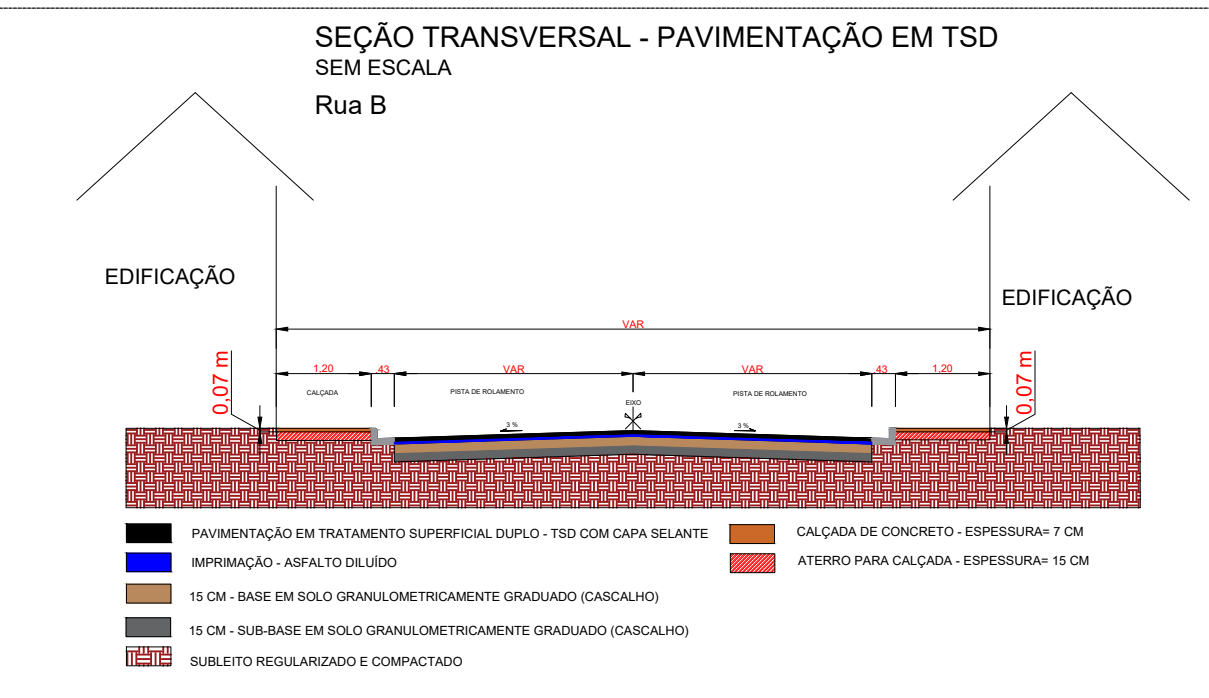 SEÇÃO TRANSVERSAL - PAVIMENTAÇÃO EM TSD
SEM ESCALA
Rua B
EDIFICAÇÃO
EDIFICAÇÃO
VAR
0,07 m
1,20
.43
VAR
VAR
.43
1,20
0,07 m
CALÇADA
PISTA DE ROLAMENTO
EIXO
PISTA DE ROLAMENTO
3 %
3 %
PAVIMENTAÇÃO EM TRATAMENTO SUPERFICIAL DUPLO - TSD COM CAPA SELANTE
CALÇADA DE CONCRETO - ESPESSURA= 7 CM
IMPRIMAÇÃO - ASFALTO DILUÍDO
ATERRO PARA CALÇADA - ESPESSURA= 15 CM
15 CM - BASE EM SOLO GRANULOMETRICAMENTE GRADUADO (CASCALHO)
15 CM - SUB-BASE EM SOLO GRANULOMETRICAMENTE GRADUADO (CASCALHO)
SUBLEITO REGULARIZADO E COMPACTADO